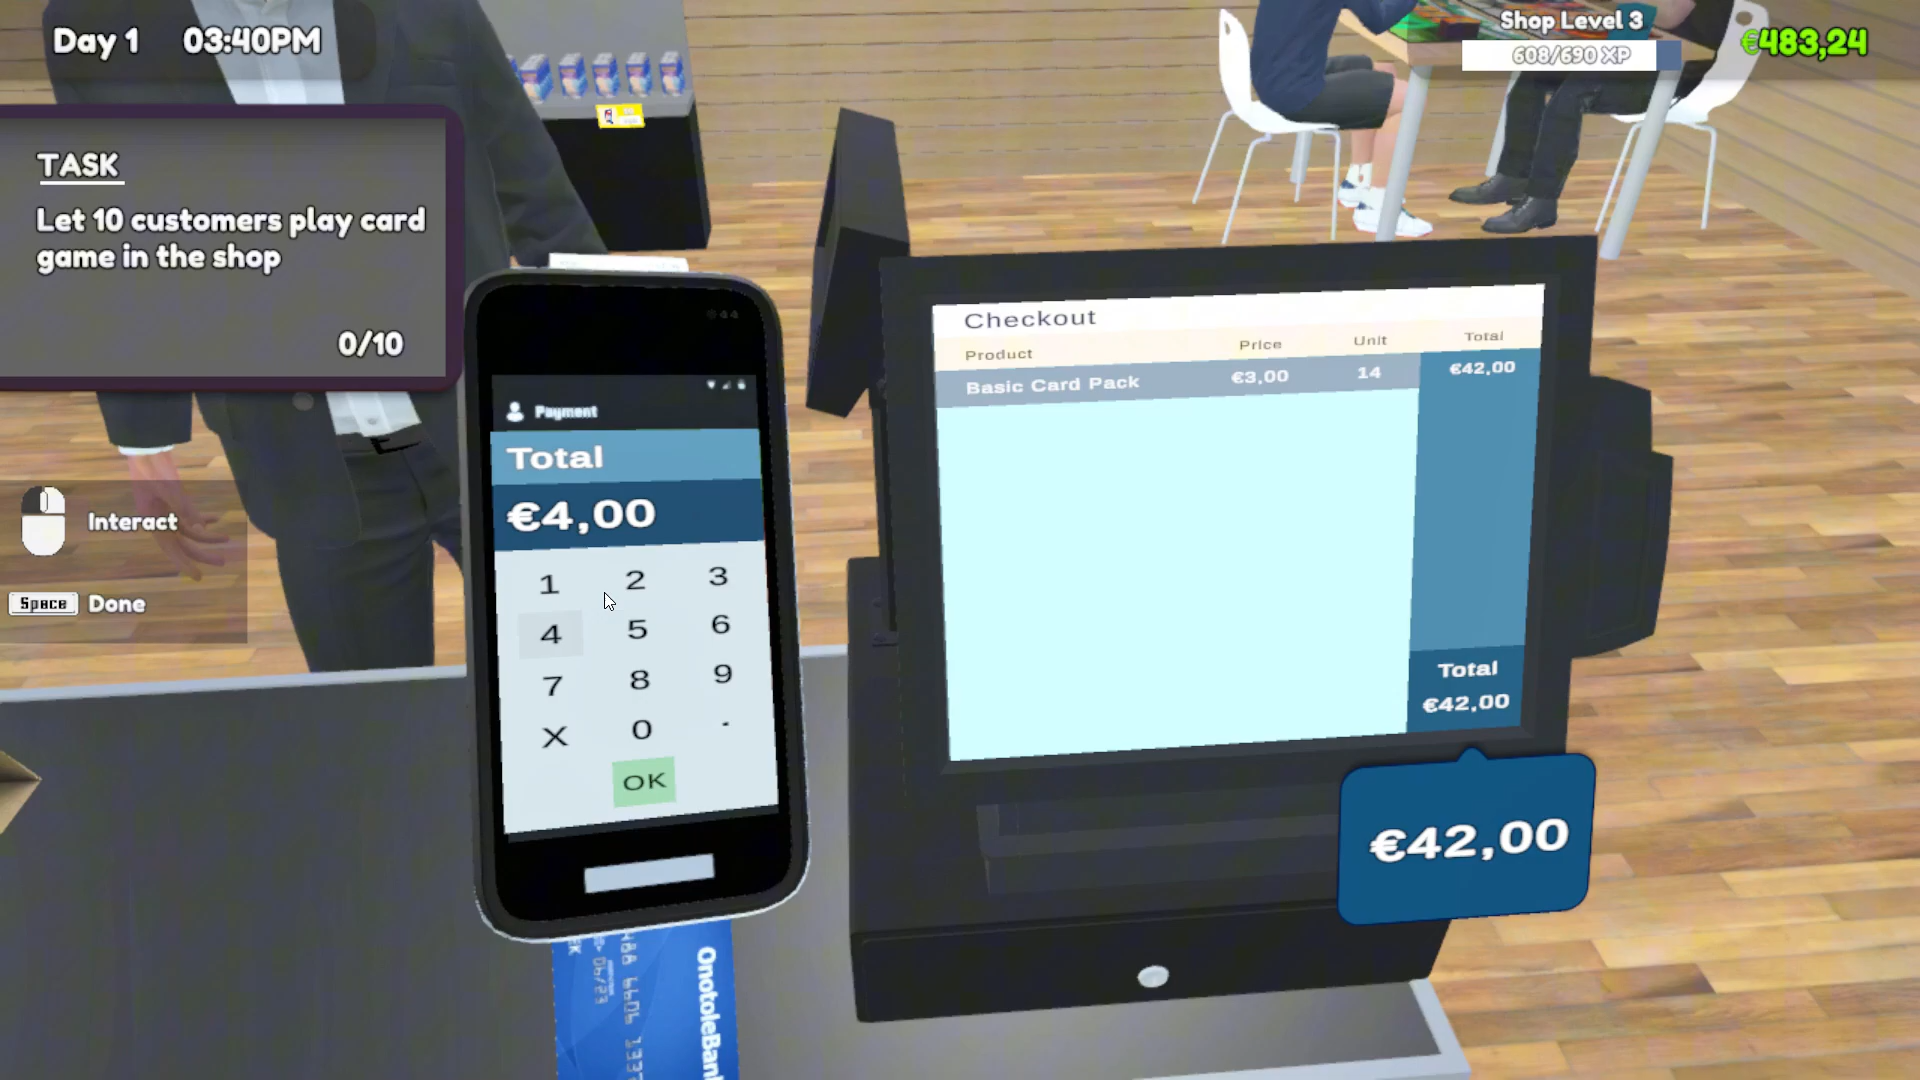 Day 1 03:40PM
Shop Level 3
608/690 XP
€483,24
TASK
Let 10 customers play card
game in the shop
0/10
Interact
Space Done
Payment
Total
€4,00
1 2 3
4 5 6
7 8 9
X 0 .
OK
Checkout
Product Price Unit Total
Basic Card Pack €3,00 14 €42,00
Total
€42,00
€42,00
OnotoleBank